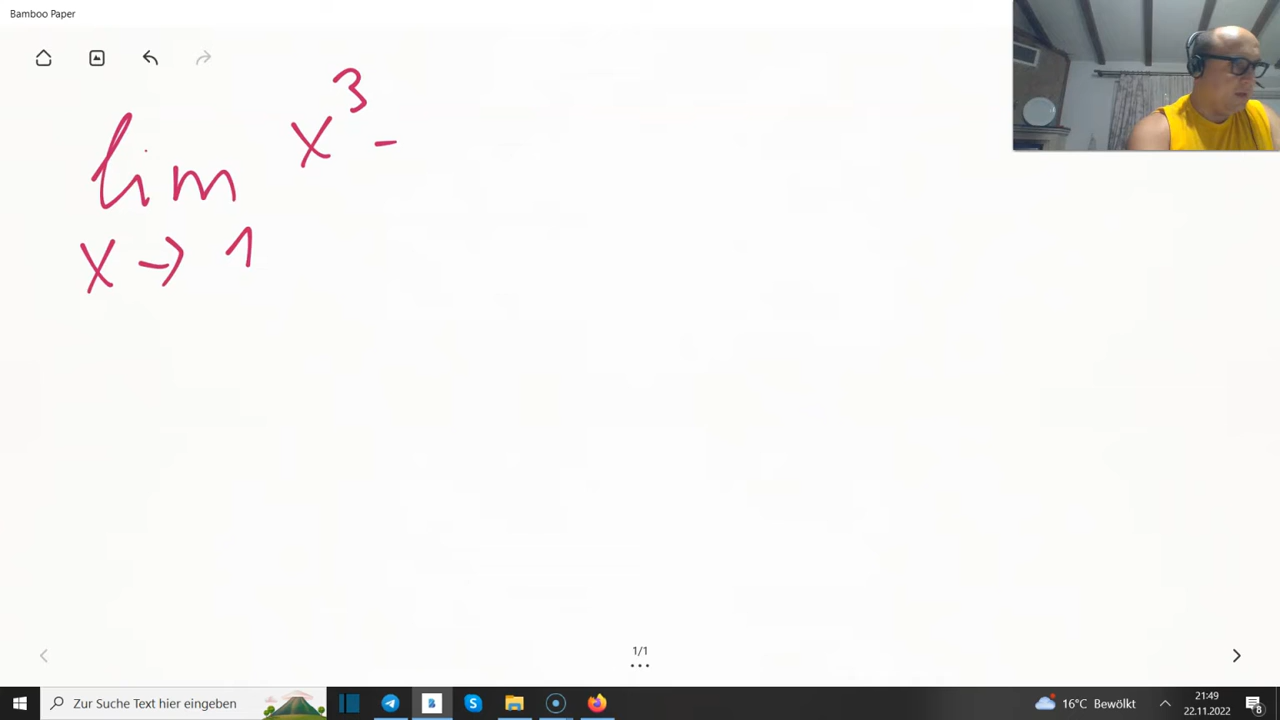 Bamboo Paper
lim x³ -
x → 1
1/1
Zur Suche Text hier eingeben
16°C Bewölkt
21:49
22.11.2022
8